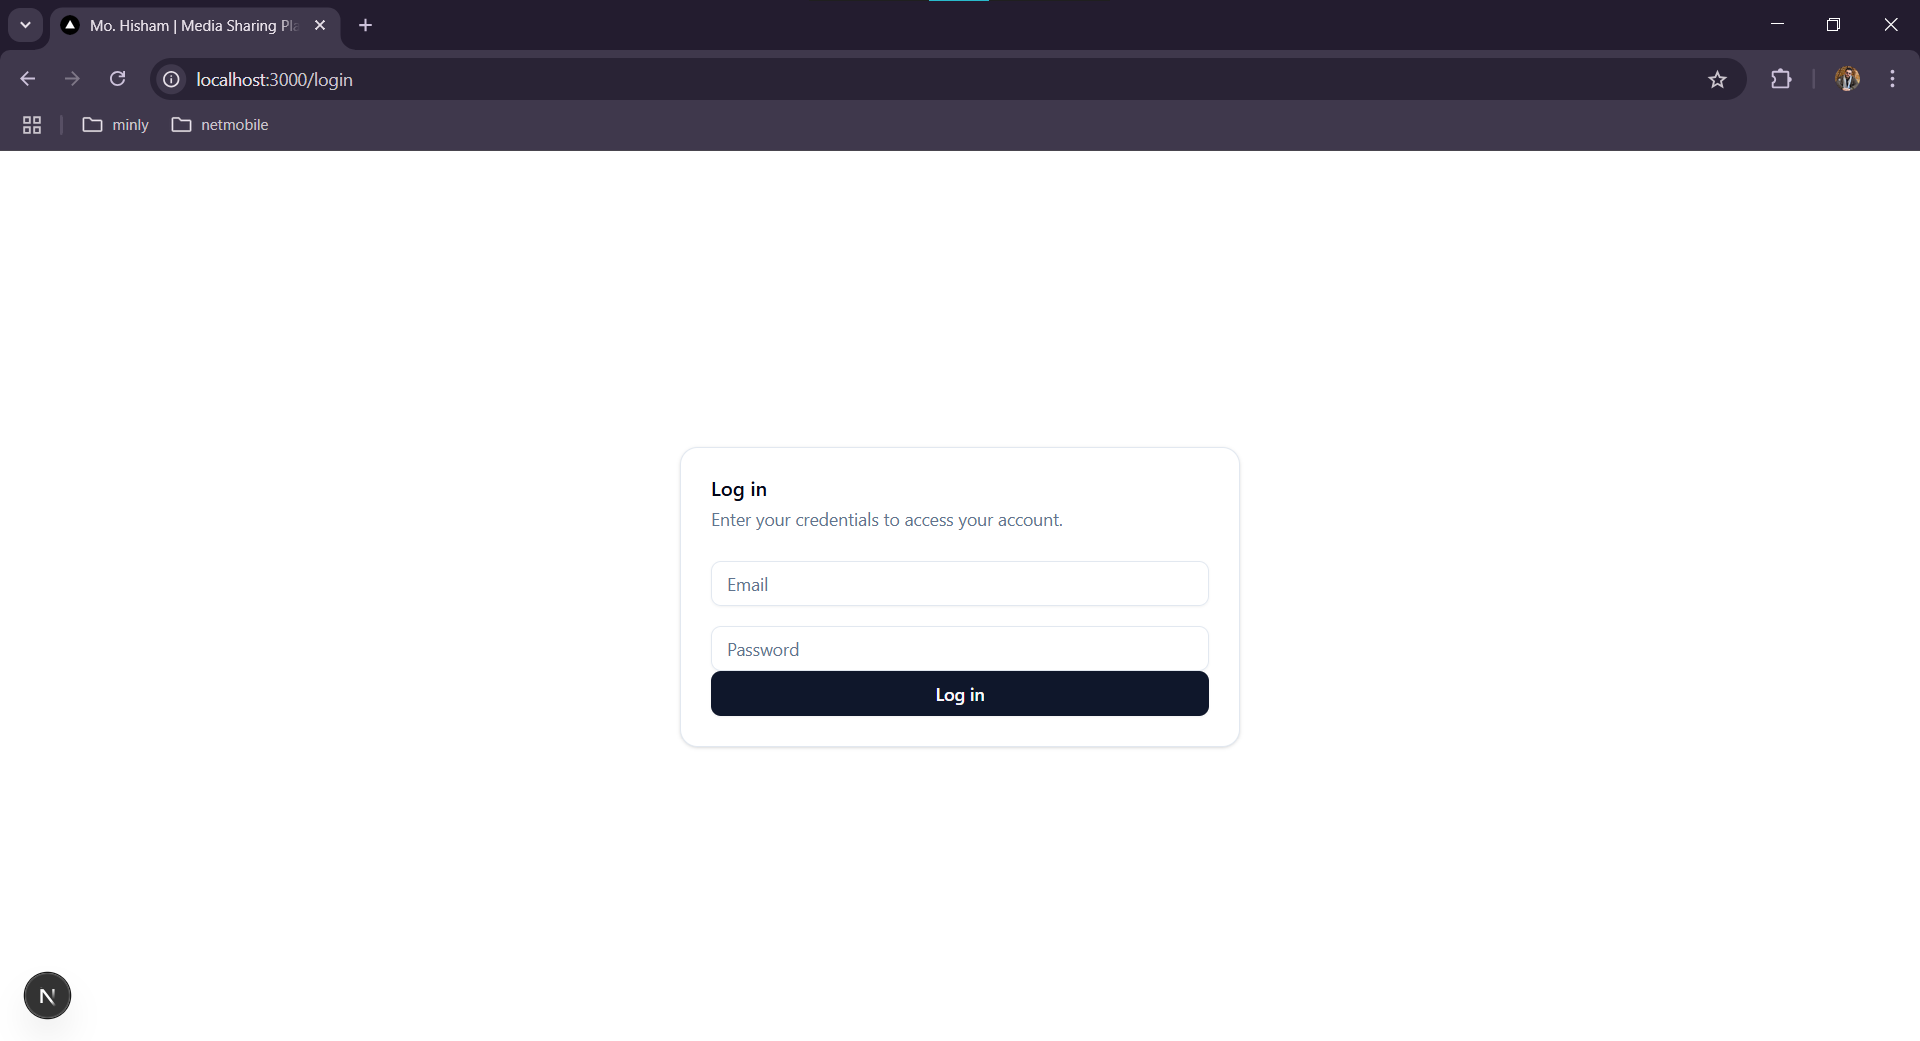 Mo. Hisham | Media Sharing Pla
localhost:3000/login
minly
netmobile
Log in
Enter your credentials to access your account.
Email
Password
Log in
N